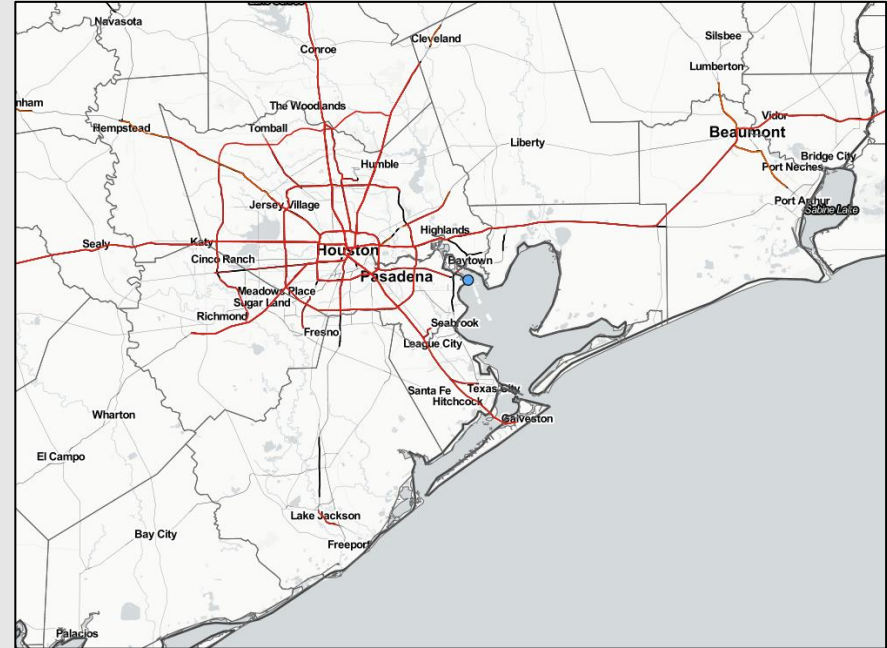 Navasota
Conroe
Cleveland
Silsbee
Lumberton
nham
Hempstead
The Woodlands
Tomball
Humble
Liberty
Vidor
Beaumont
Bridge City
Port Neches
Jersey Village
Port Arthur
Sabine Lake
Highlands
Sealy
Katy
Houston
Cinco Ranch
Baytown
Pasadena
Meadows Place
Sugar Land
Richmond
Fresno
Seabrook
League City
Santa Fe
Texas City
Hitchcock
Galveston
Wharton
El Campo
Lake Jackson
Bay City
Freeport
Palacios